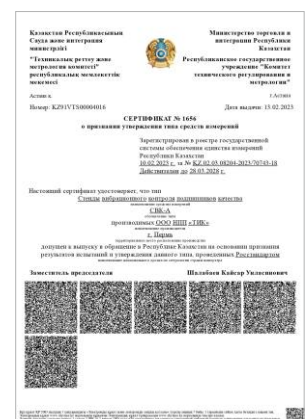 Қазақстан Республикасының
Сауда және интеграция
министрлігі
"Техникалық реттеу және
метрология комитеті"
республикалық мемлекеттік
мекемесі
Астана қ.
Министерство торговли и
интеграции Республики
Казахстан
Республиканское государственное
учреждение "Комитет
технического регулирования и
метрологии"
г.Астана
Номер: KZ91VTS00004016
Дата выдачи: 13.02.2023
СЕРТИФИКАТ № 1656
о признании утверждения типа средств измерений
Зарегистрирован в реестре государственной
системы обеспечения единства измерений
Республики Казахстан
10.02.2023 г. за № KZ.02.03.08204-2023/70743-18
Действителен до 28.03.2028 г.
Настоящий сертификат удостоверяет, что тип
Стенды вибрационного контроля подшипников качества
СВК-А
производимых ООО НПП «ТИК»
г. Пермь
допущен к выпуску в обращение в Республике Казахстан на основании признания
результатов испытаний и утверждения данного типа, проведенных Росстандартом
Заместитель председателя
Шалабаев Кайсар Уиласинович